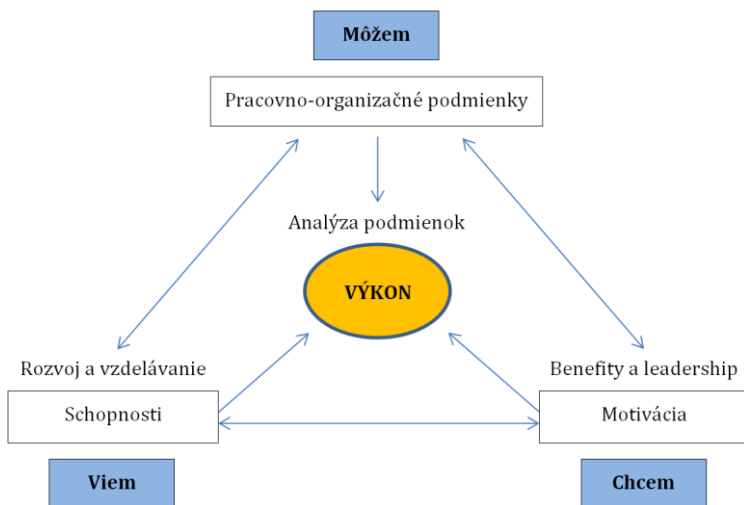 Môžem
Pracovno-organizačné podmienky
Analýza podmienok
VÝKON
Rozvoj a vzdelávanie
Benefity a leadership
Schopnosti
Motivácia
Viem
Chcem